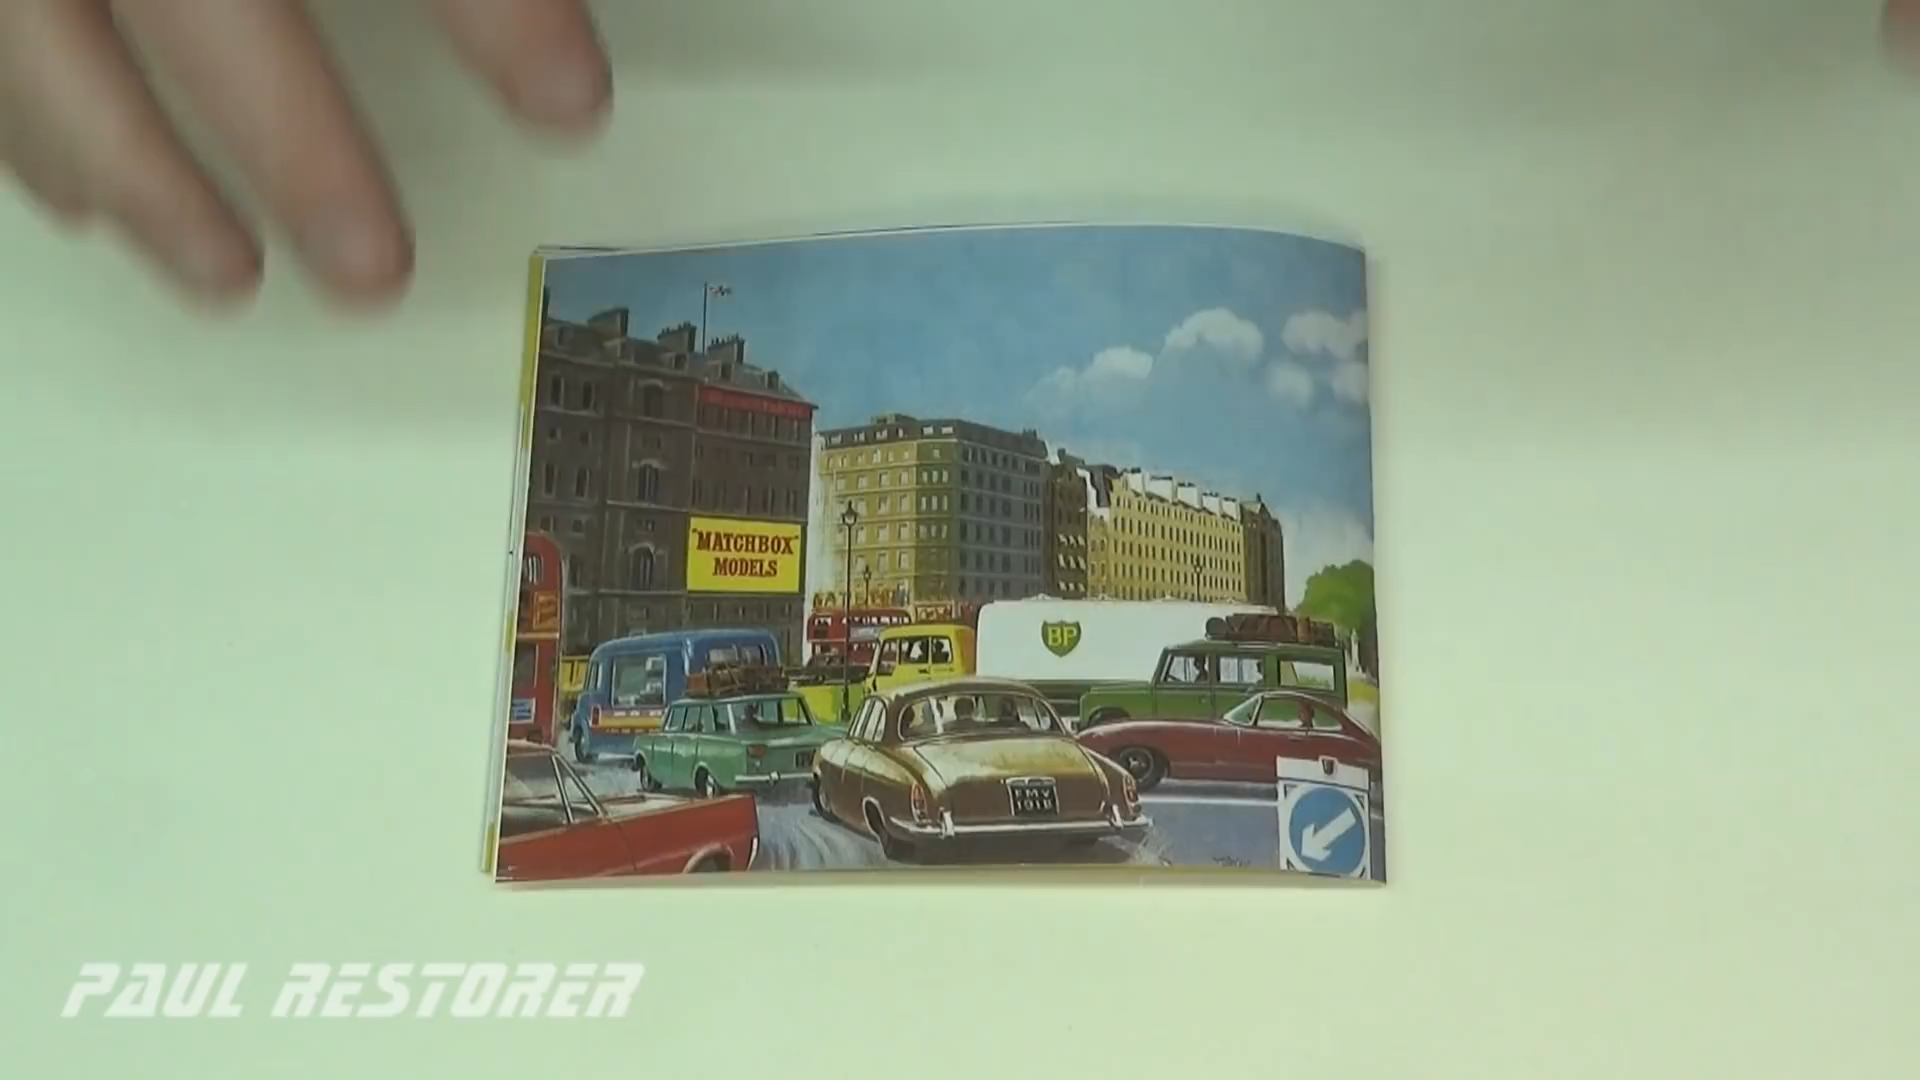 "MATCHBOX"
MODELS
BP
EMV
191E
PAUL RESTORER